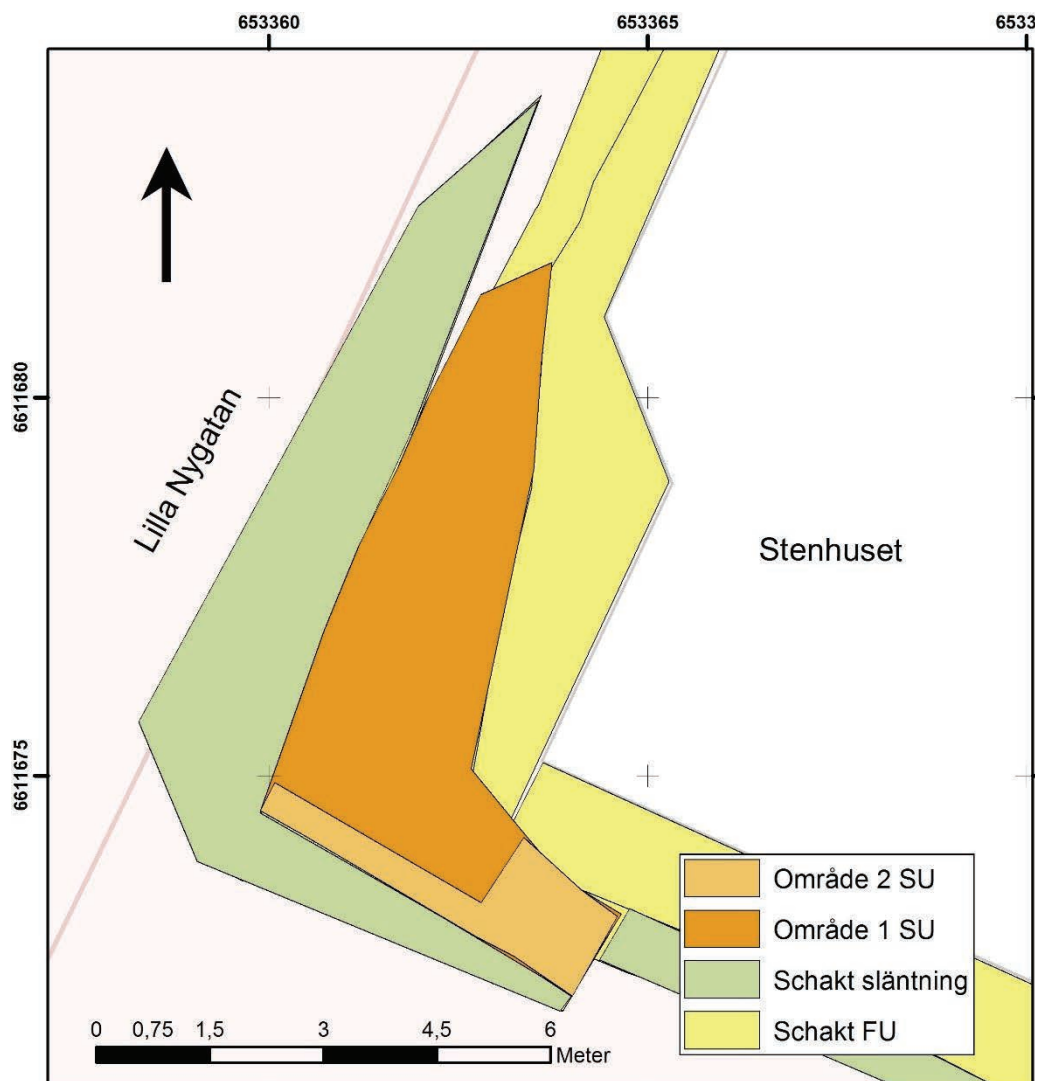 653360
653365
6533
6611680
Lilla Nygatan
Stenhuset
6611675
Område 2 SU
Område 1 SU
Schakt släntning
Schakt FU
0 0,75 1,5 3 4,5 6
Meter